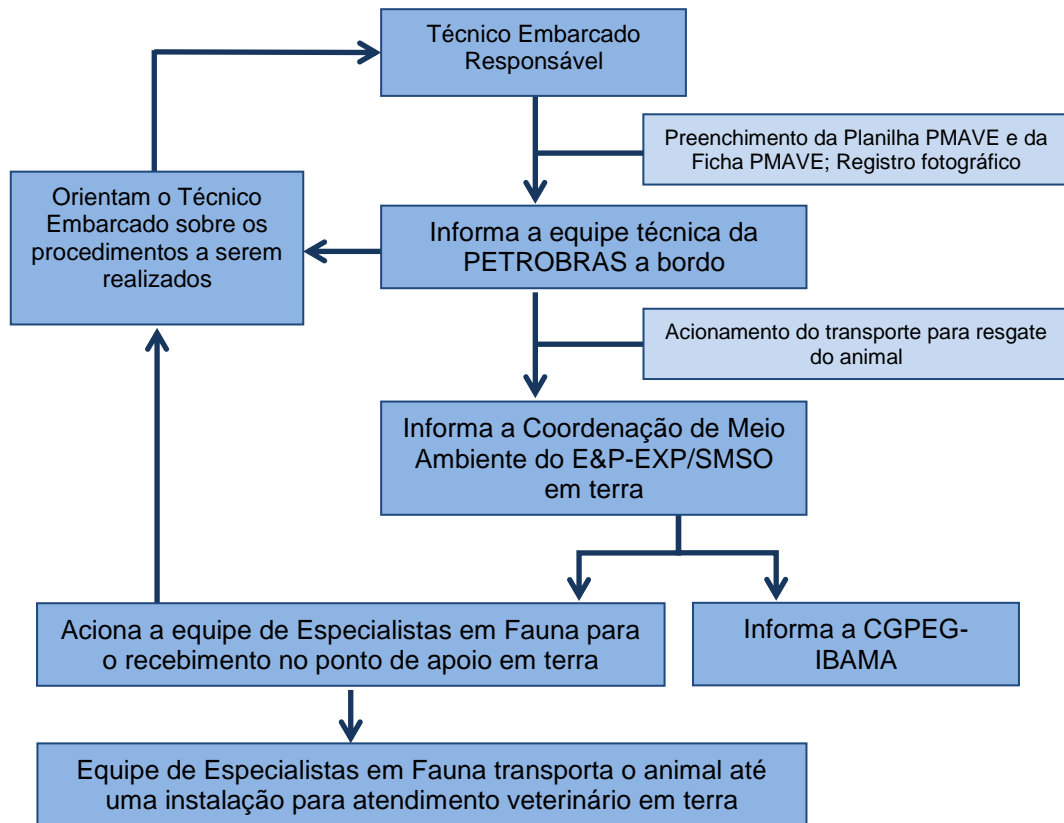 Técnico Embarcado
Responsável
Preenchimento da Planilha PMAVE e da
Ficha PMAVE; Registro fotográfico
Orientam o Técnico
Embarcado sobre os
procedimentos a serem
realizados
Informa a equipe técnica da
PETROBRAS a bordo
Acionamento do transporte para resgate
do animal
Informa a Coordenação de Meio
Ambiente do E&P-EXP/SMSO
em terra
Aciona a equipe de Especialistas em Fauna para
o recebimento no ponto de apoio em terra
Informa a CGPEG-
IBAMA
Equipe de Especialistas em Fauna transporta o animal até
uma instalação para atendimento veterinário em terra